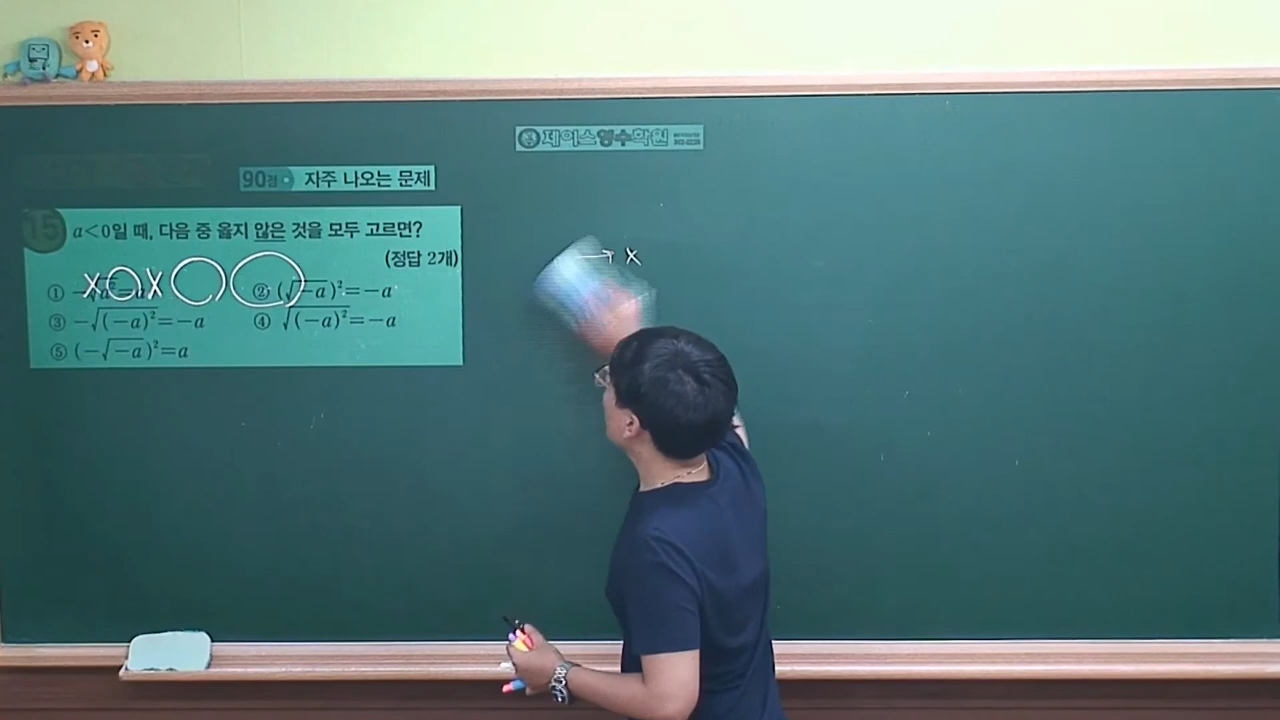 제이스영수학원
90점 자주 나오는 문제
15 a<0일 때, 다음 중 옳지 않은 것을 모두 고르면?
(정답 2개)
X O X O O
② (√-a)²=-a
③ -√(-a)²=-a ④ √(-a)²=-a
⑤ (-√-a)²=a
→ x